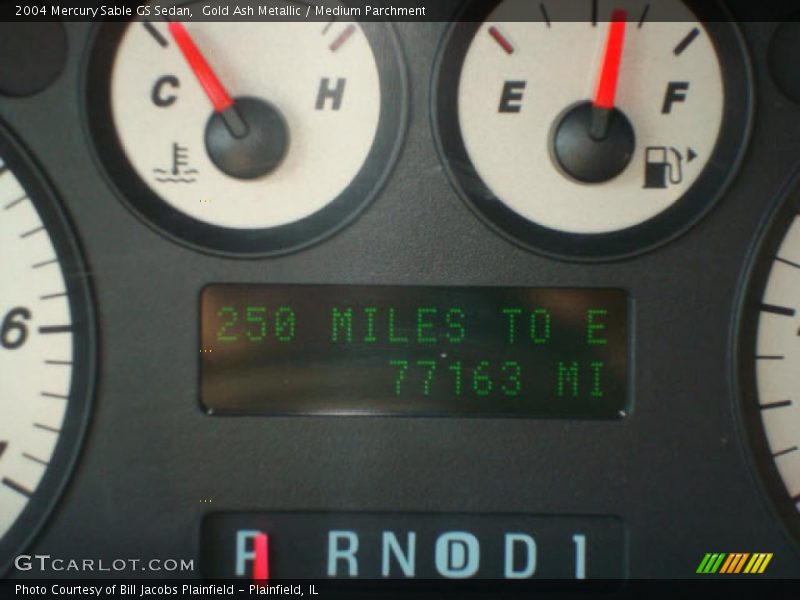 2004 Mercury Sable GS Sedan,  Gold Ash Metallic / Medium Parchment
C H
E F
6
250 MILES TO E
77163 MI
P RNDD1
GTCARLOT.COM
Photo Courtesy of Bill Jacobs Plainfield - Plainfield, IL